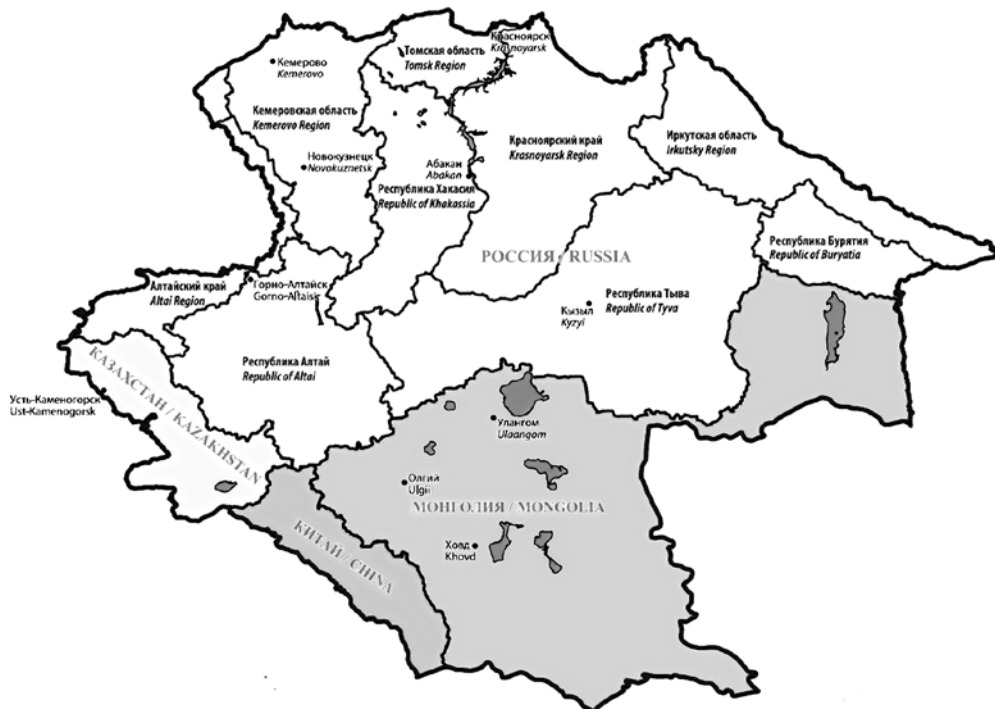 Красноярск
Krasnoyarsk
Томская область
Tomsk Region
Кемерово
Kemerovo
Кемеровская область
Kemerovo Region
Красноярский край
Krasnoyarsk Region
Иркутская область
Irkutsky Region
Новокузнецк
Novokuznetsk
Абакан
Abakan
Республика Хакасия
Republic of Khakassia
Республика Бурятия
Republic of Buryatia
РОССИЯ / RUSSIA
Алтайский край
Altai Region
Горно-Алтайск
Gorno-Altaisk
Республика Тыва
Republic of Tyva
Кызыл
Kyzyl
Республика Алтай
Republic of Altai
КАЗАХСТАН / KAZAKHSTAN
Усть-Каменогорск
Ust-Kamenogorsk
Улангом
Ulaangom
Олгий
Ulgii
МОНГОЛИЯ / MONGOLIA
Ховд
Khovd
КИТАЙ / CHINA